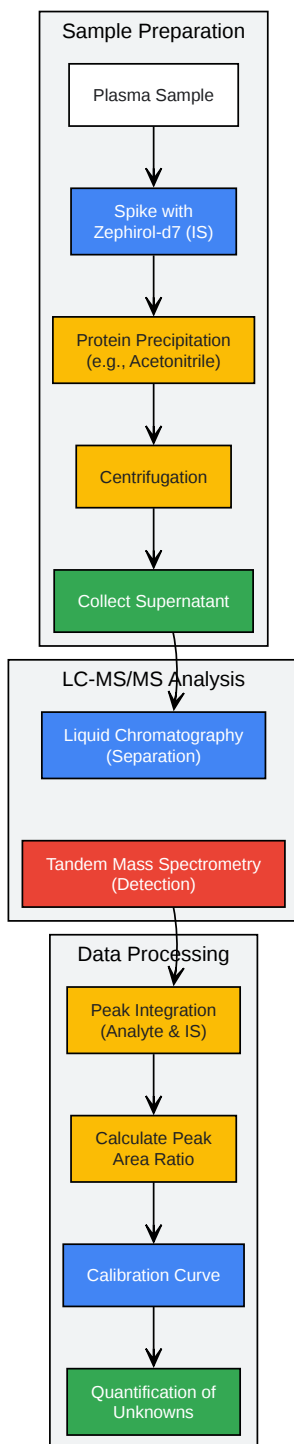 Sample Preparation
Plasma Sample
Spike with
Zephirol-d7 (IS)
Protein Precipitation
(e.g., Acetonitrile)
Centrifugation
Collect Supernatant
LC-MS/MS Analysis
Liquid Chromatography
(Separation)
Tandem Mass Spectrometry
(Detection)
Data Processing
Peak Integration
(Analyte & IS)
Calculate Peak
Area Ratio
Calibration Curve
Quantification of
Unknowns